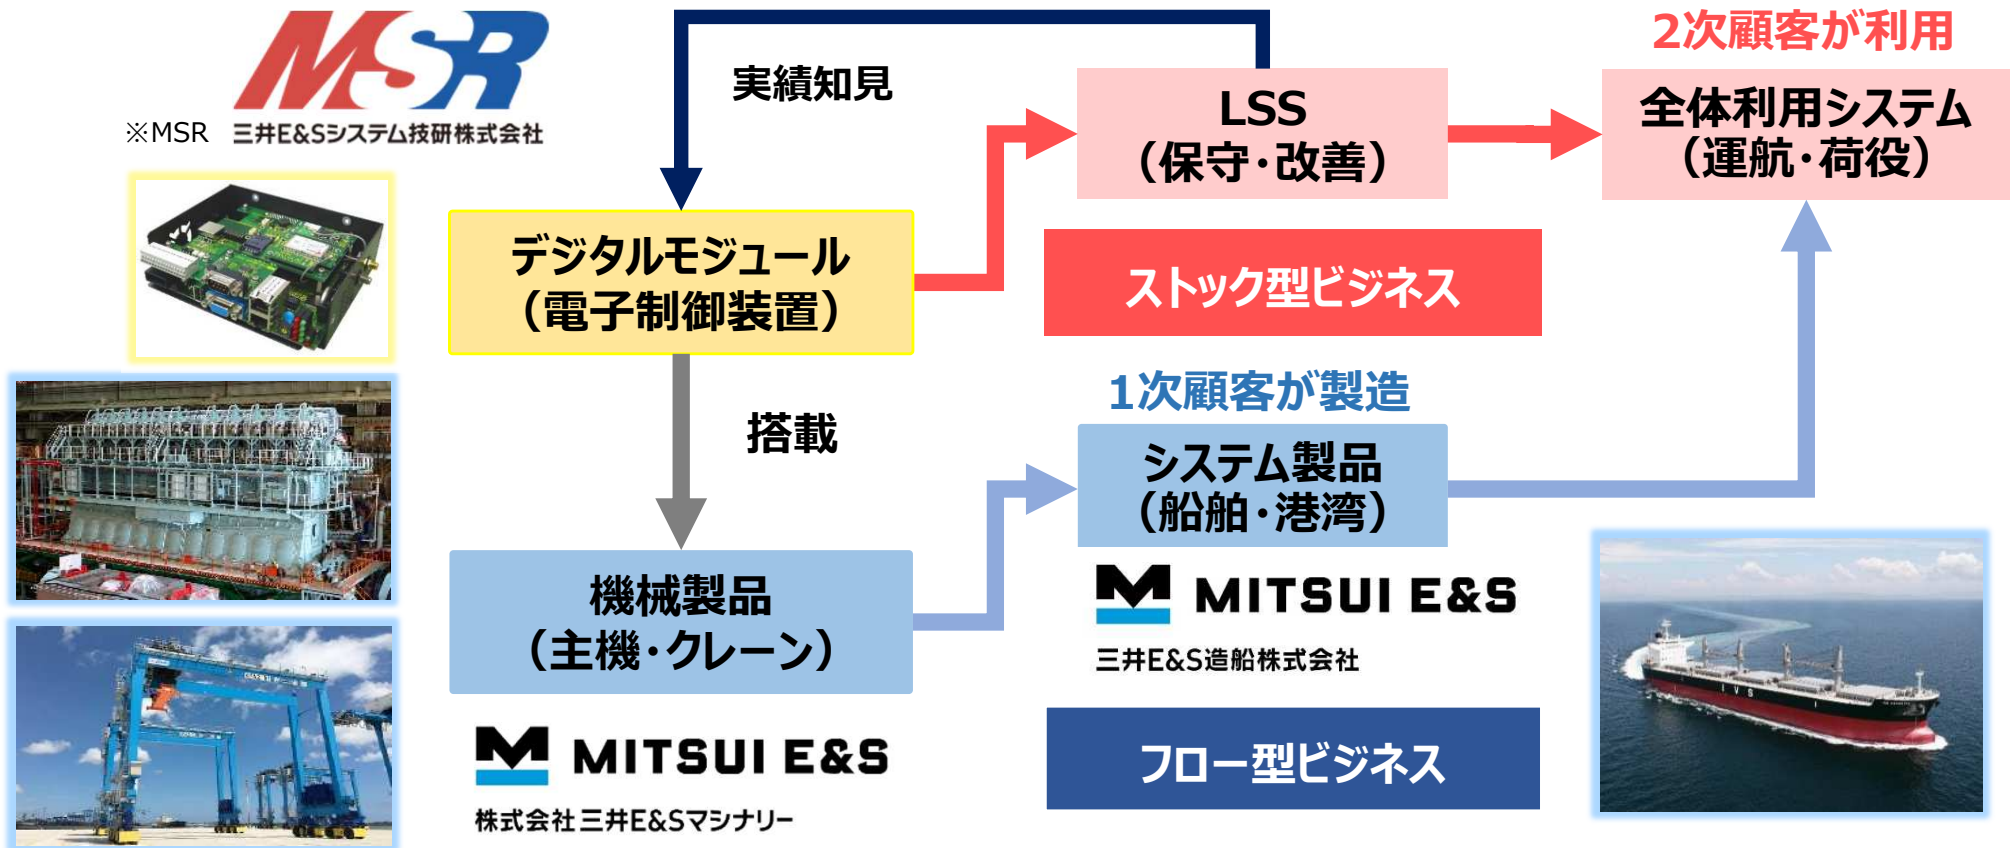 MSR
※MSR 三井E&Sシステム技研株式会社
実績知見
2次顧客が利用
LSS
（保守・改善）
全体利用システム
（運航・荷役）
デジタルモジュール
（電子制御装置）
ストック型ビジネス
搭載
1次顧客が製造
システム製品
（船舶・港湾）
機械製品
（主機・クレーン）
MITSUI E&S
三井E&S造船株式会社
MITSUI E&S
株式会社 三井E&Sマシナリー
フロー型ビジネス
I V S